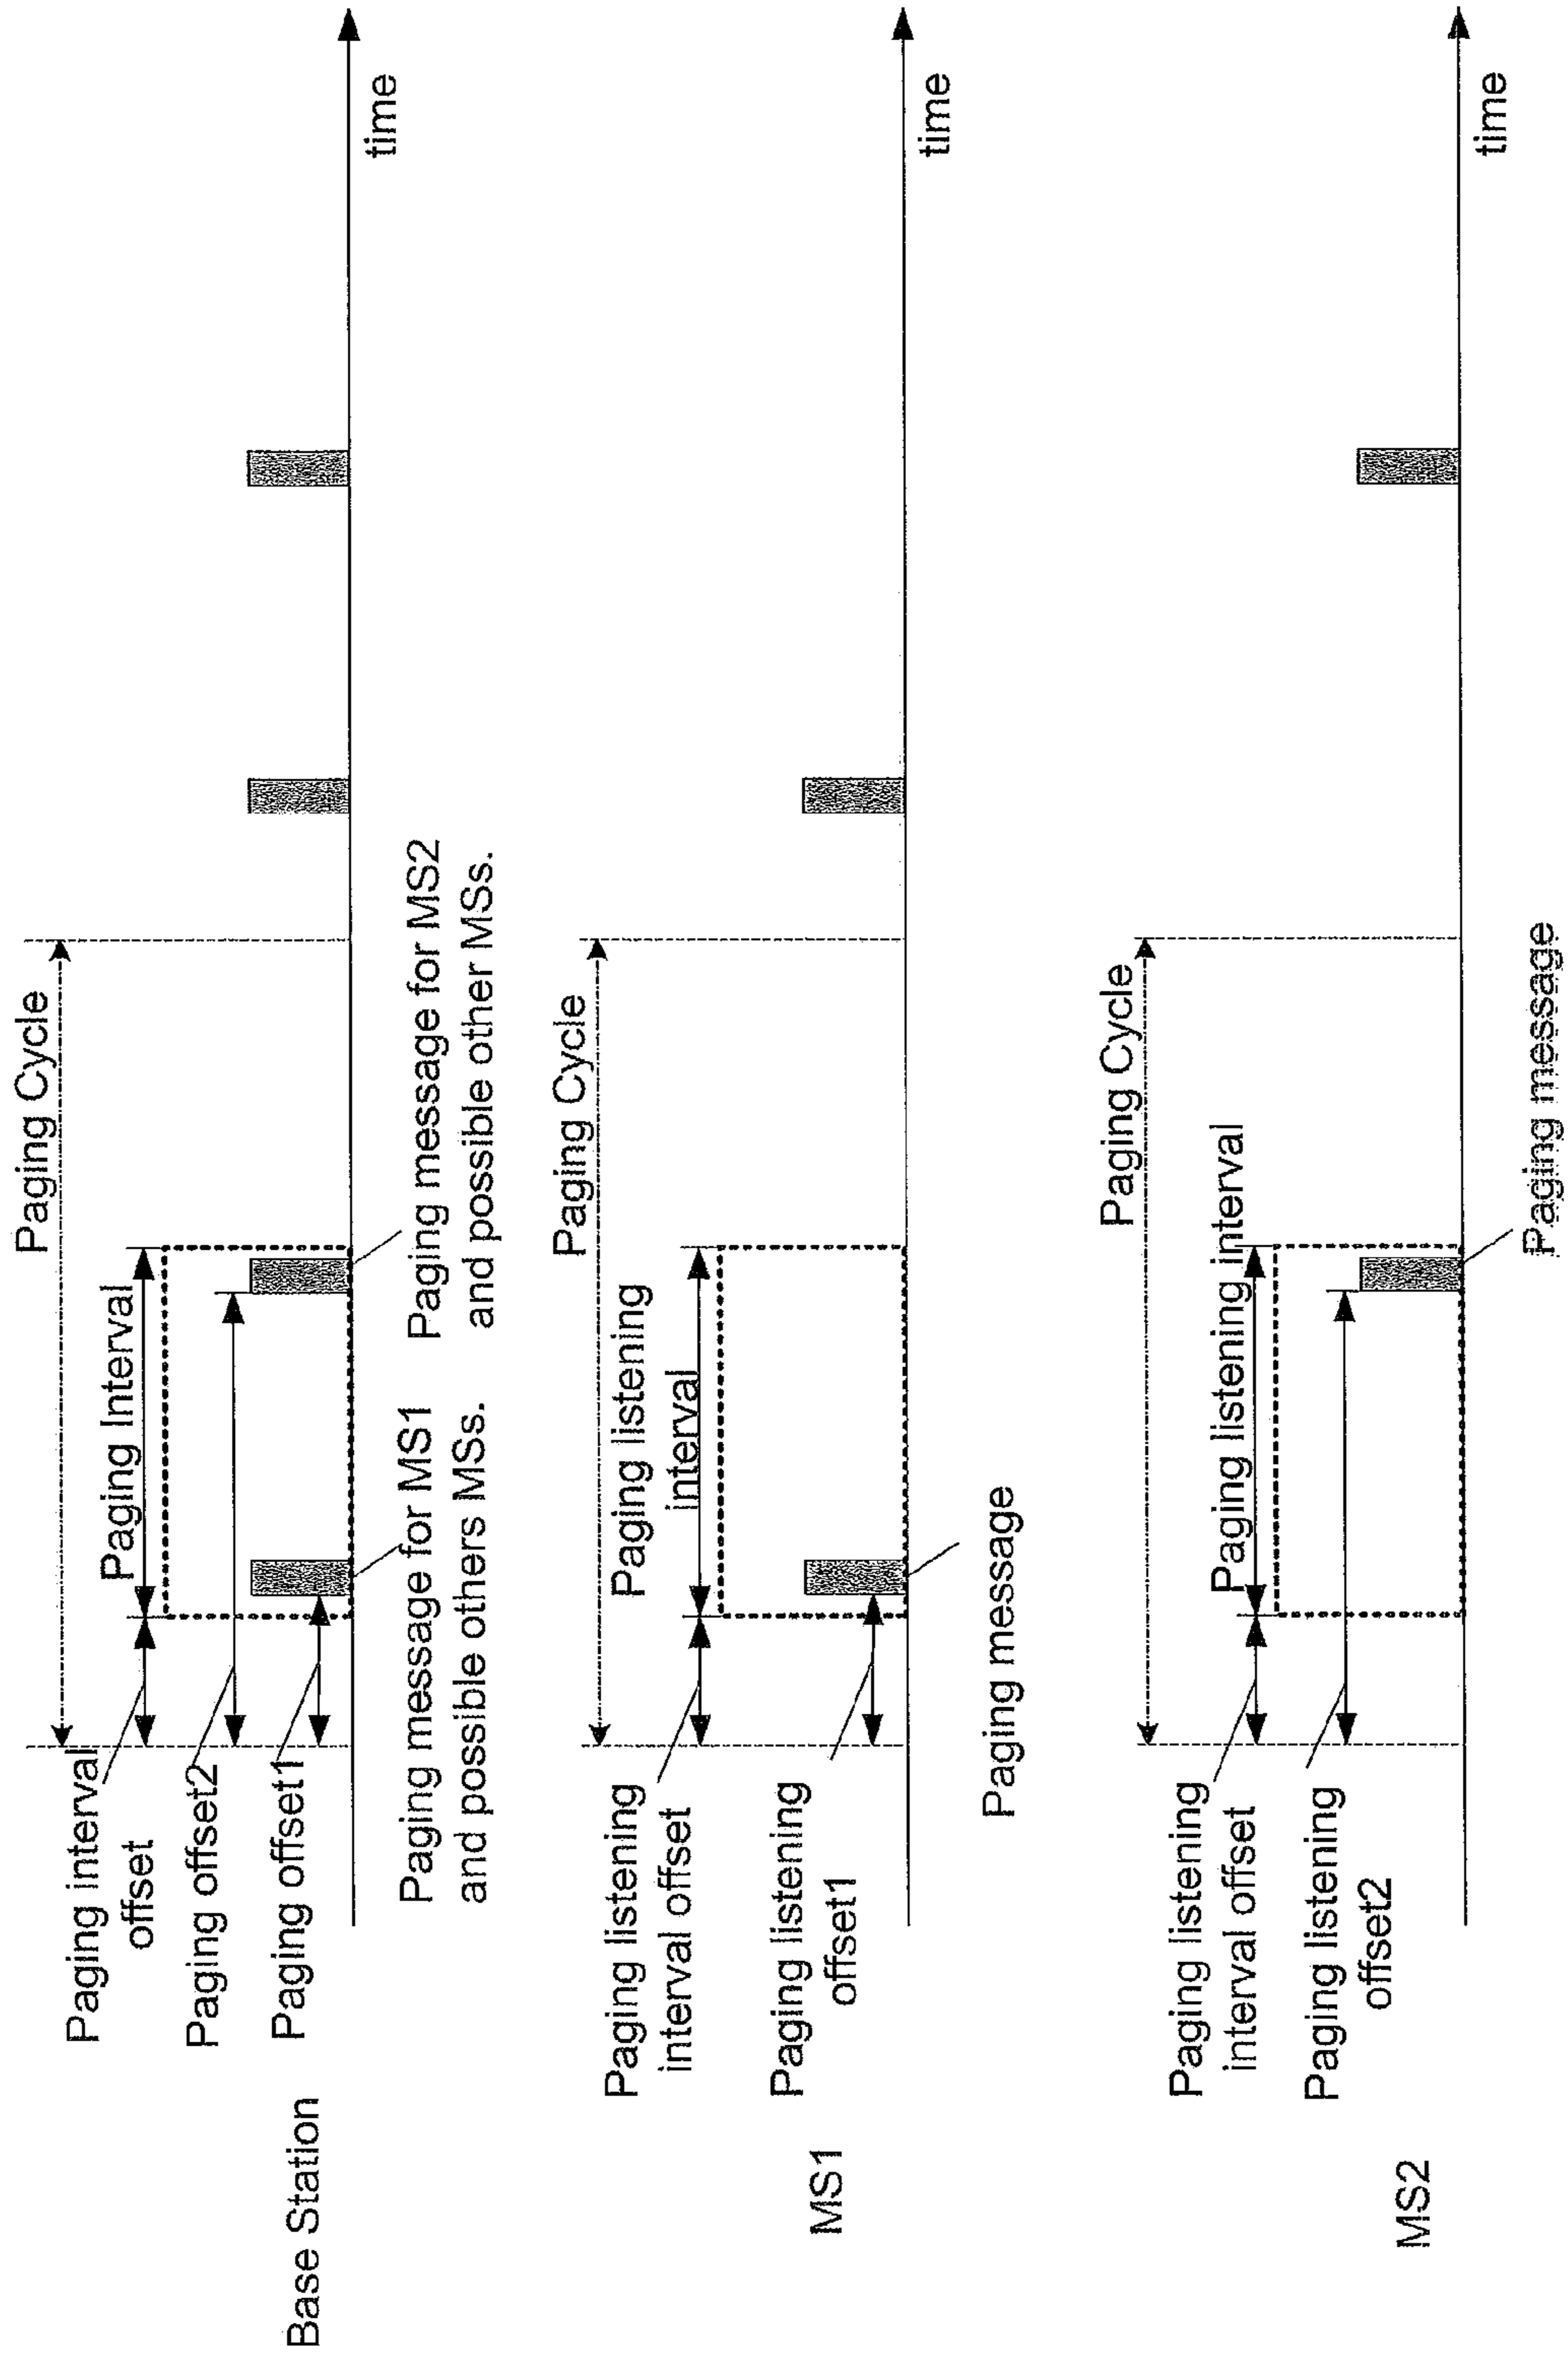 Paging Cycle
Paging Interval
Paging interval
offset
Paging offset2
Paging offset1
Base Station
time
Paging message for MS1
and possible others MSs.
Paging message for MS2
and possible other MSs.
Paging Cycle
Paging listening
interval
Paging listening
interval offset
Paging listening
offset1
MS1
time
Paging message
Paging Cycle
Paging listening interval
Paging listening
interval offset
Paging listening
offset2
MS2
time
Paging message